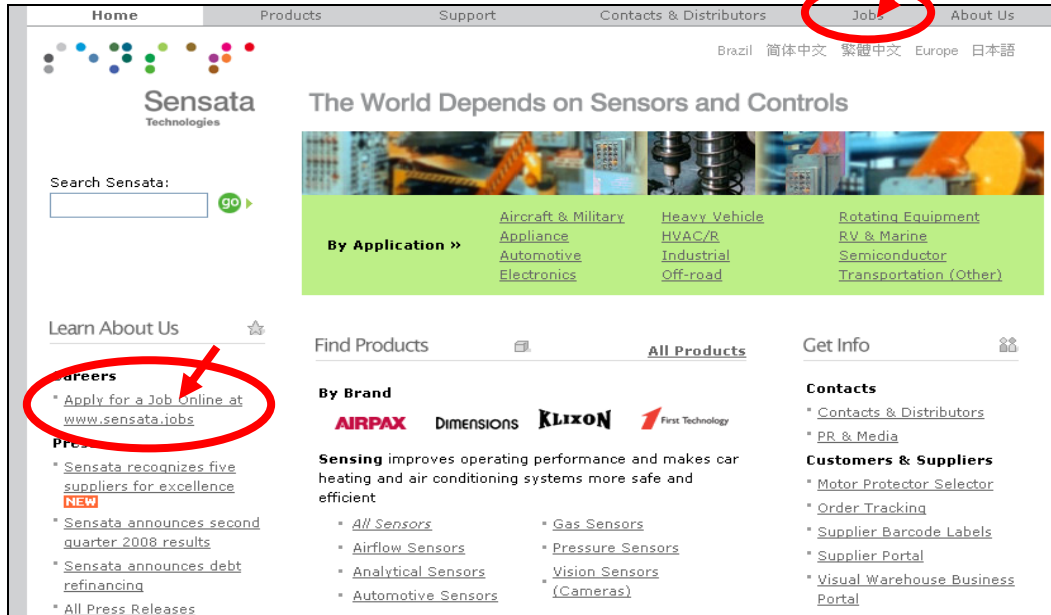 Home Products Support Contacts & Distributors Jobs About Us
Brazil 简体中文 繁體中文 Europe 日本語
Sensata
Technologies
The World Depends on Sensors and Controls
Search Sensata:
go
By Application »
Aircraft & Military Heavy Vehicle Rotating Equipment
Appliance HVAC/R RV & Marine
Automotive Industrial Semiconductor
Electronics Off-road Transportation (Other)
Learn About Us
Careers
Apply for a Job Online at
www.sensata.jobs
Sensata recognizes five
suppliers for excellence
NEW
Sensata announces second
quarter 2008 results
Sensata announces debt
refinancing
All Press Releases
Find Products
All Products
By Brand
AIRPAX DIMENSIONS KLIXON First Technology
Sensing improves operating performance and makes car
heating and air conditioning systems more safe and
efficient
All Sensors
Airflow Sensors
Analytical Sensors
Automotive Sensors
Gas Sensors
Pressure Sensors
Vision Sensors
(Cameras)
Get Info
Contacts
Contacts & Distributors
PR & Media
Customers & Suppliers
Motor Protector Selector
Order Tracking
Supplier Barcode Labels
Supplier Portal
Visual Warehouse Business
Portal